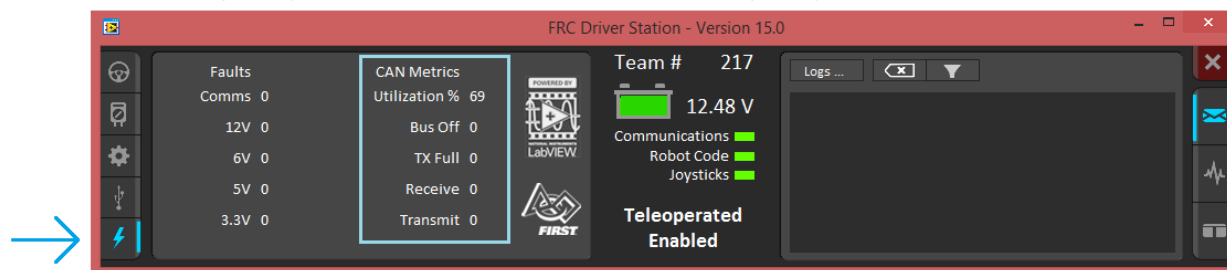 FRC Driver Station - Version 15.0
Faults
Comms 0
12V 0
6V 0
5V 0
3.3V 0
CAN Metrics
Utilization % 69
Bus Off 0
TX Full 0
Receive 0
Transmit 0
POWERED BY
NATIONAL INSTRUMENTS
LabVIEW
FIRST
Team # 217
12.48 V
Communications
Robot Code
Joysticks
Teleoperated
Enabled
Logs ...